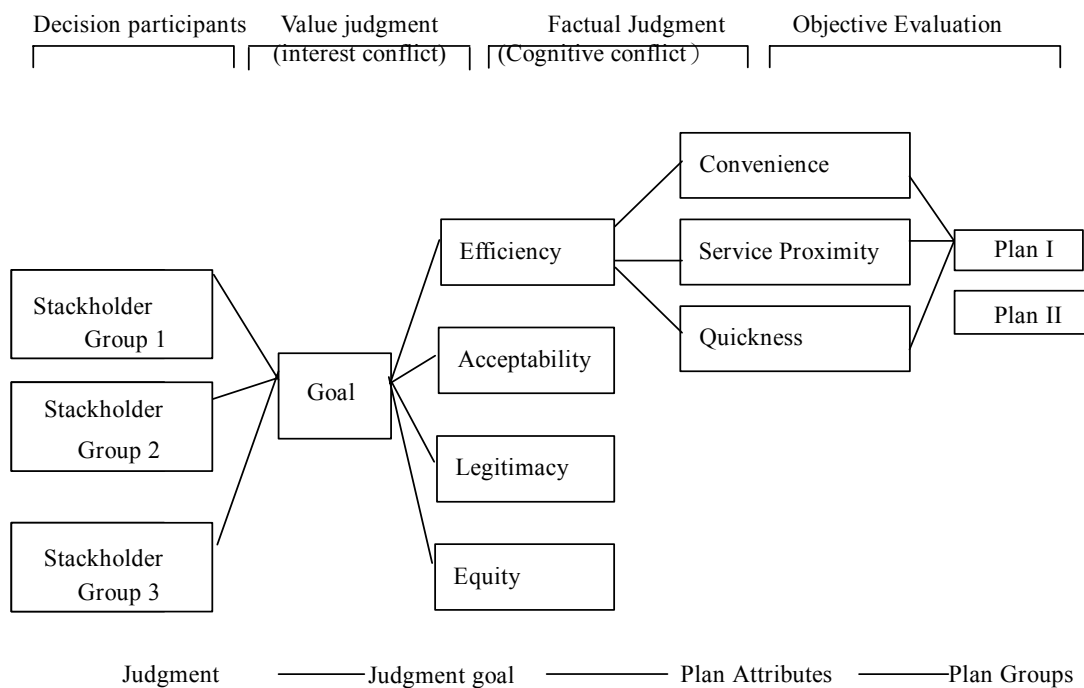 Decision participants
Value judgment
(interest conflict)
Factual Judgment
(Cognitive conflict）
Objective Evaluation
Convenience
Efficiency
Service Proximity
Plan I
Stackholder
Group 1
Plan II
Quickness
Acceptability
Goal
Stackholder
Group 2
Legitimacy
Stackholder
Group 3
Equity
Judgment
Judgment goal
Plan Attributes
Plan Groups